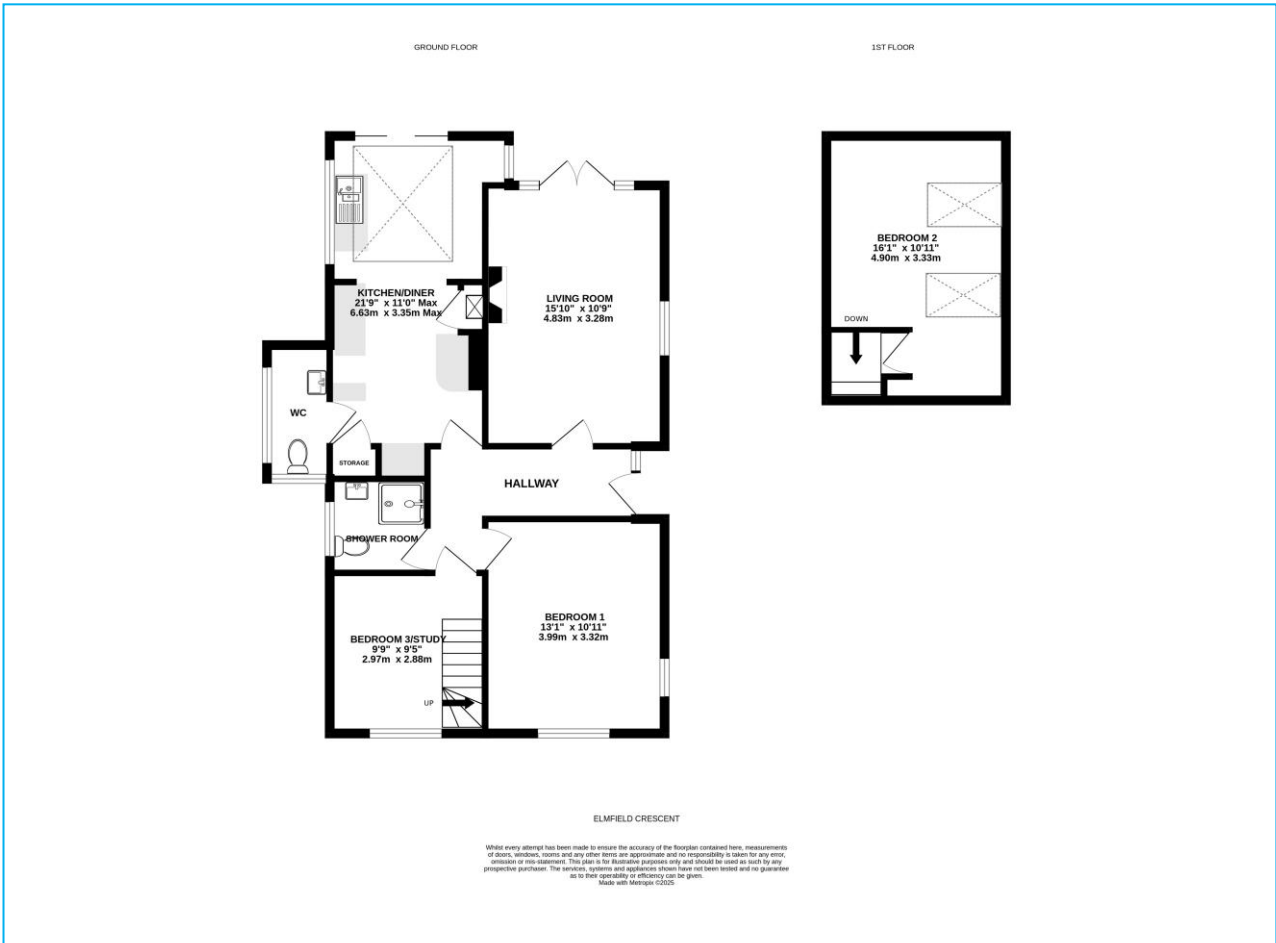 GROUND FLOOR
1ST FLOOR
KITCHEN/DINER
21'9" x 11'0" Max
6.63m x 3.35m Max
LIVING ROOM
15'10" x 10'9"
4.83m x 3.28m
BEDROOM 2
16'1" x 10'11"
4.90m x 3.33m
DOWN
WC
STORAGE
HALLWAY
SHOWER ROOM
BEDROOM 3/STUDY
9'9" x 9'5"
2.97m x 2.88m
UP
BEDROOM 1
13'1" x 10'11"
3.99m x 3.32m
ELMFIELD CRESCENT
Whilst every attempt has been made to ensure the accuracy of the floorplan contained here, measurements
of doors, windows, rooms and any other items are approximate and no responsibility is taken for any error,
omission or mis-statement. This plan is for illustrative purposes only and should be used as such by any
prospective purchaser. The services, systems and appliances shown have not been tested and no guarantee
as to their operability or efficiency can be given.
Made with Metropix ©2025